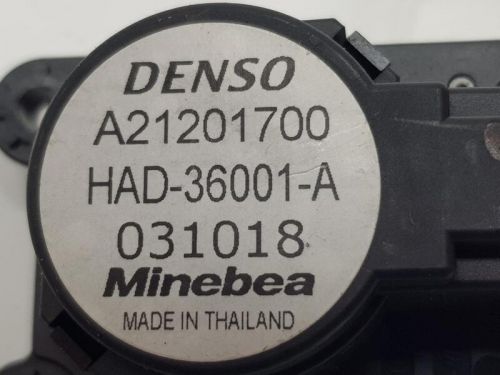 DENSO
A21201700
HAD-36001-A
031018
Minebea
MADE IN THAILAND